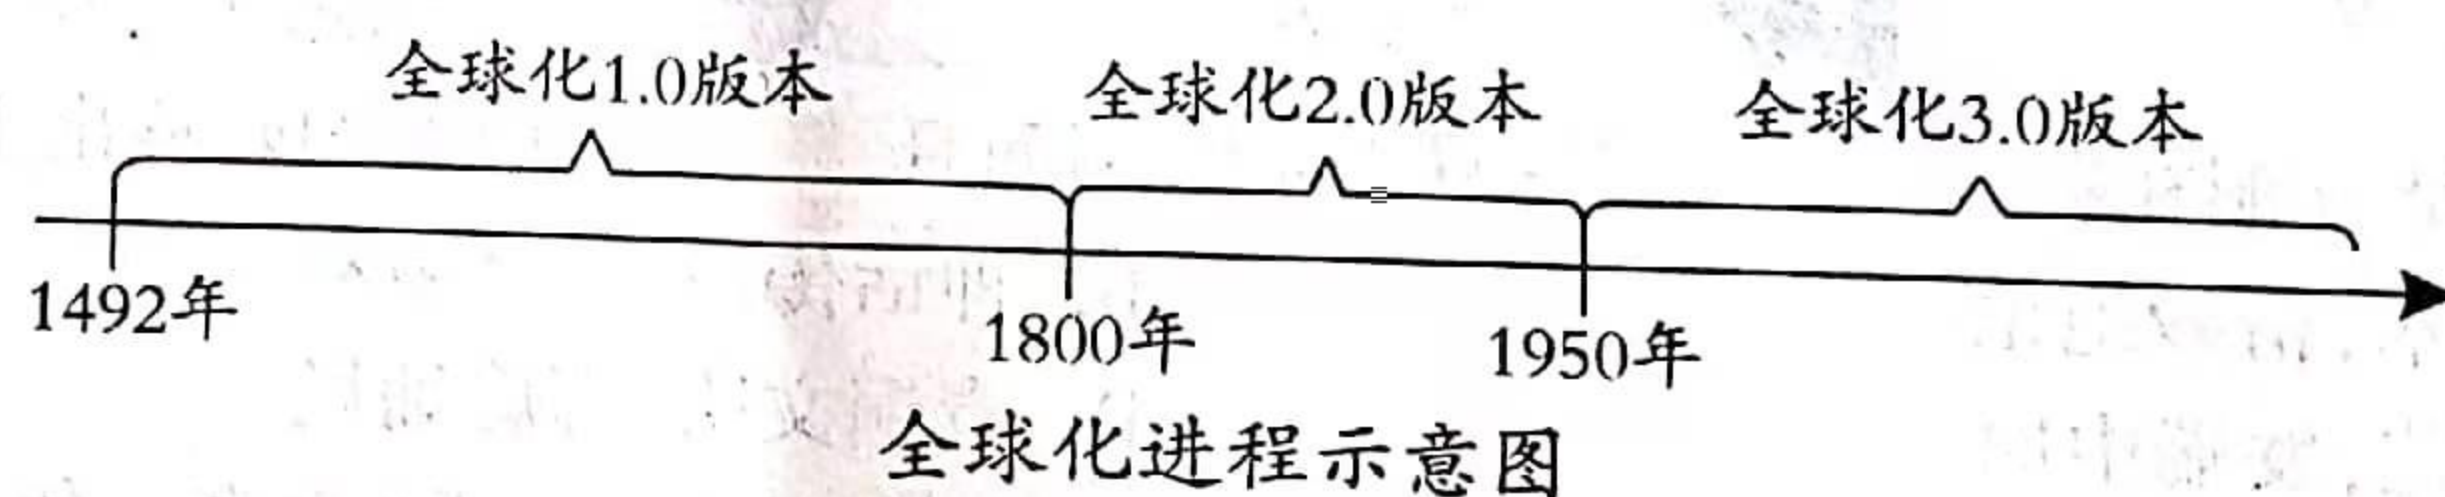 全球化1.0版本 全球化2.0版本 全球化3.0版本
1492年 1800年 1950年
全球化进程示意图